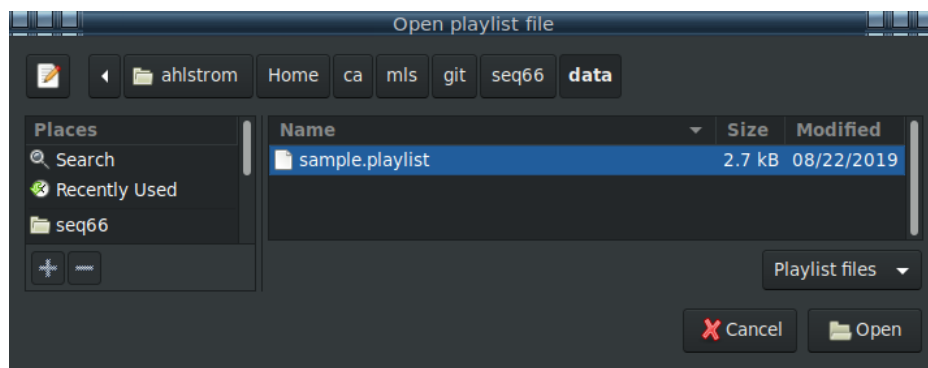 Open playlist file
ahlstrom Home ca mls git seq66 data
Places
Search
Recently Used
seq66
Name Size Modified
sample.playlist 2.7 kB 08/22/2019
Playlist files
Cancel Open